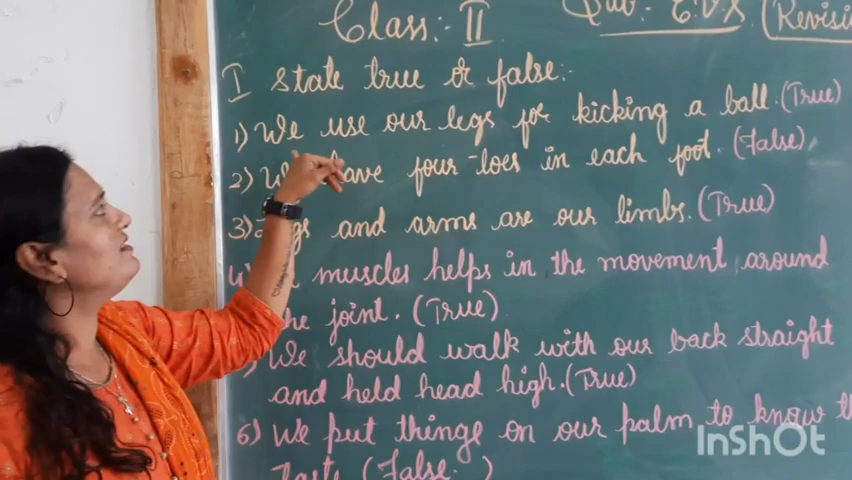 Class:- II Sub:- E.V.S (Revisi
I state true or false:-
1) We use our legs for kicking a ball. (True)
2) have four toes in each foot. (False)
3) and arms are our limbs. (True)
muscles helps in the movement around
joint. (True)
We should walk with our back straight
and held head high. (True)
6) We put things on our palm to know th
Taste (False )
InShOt